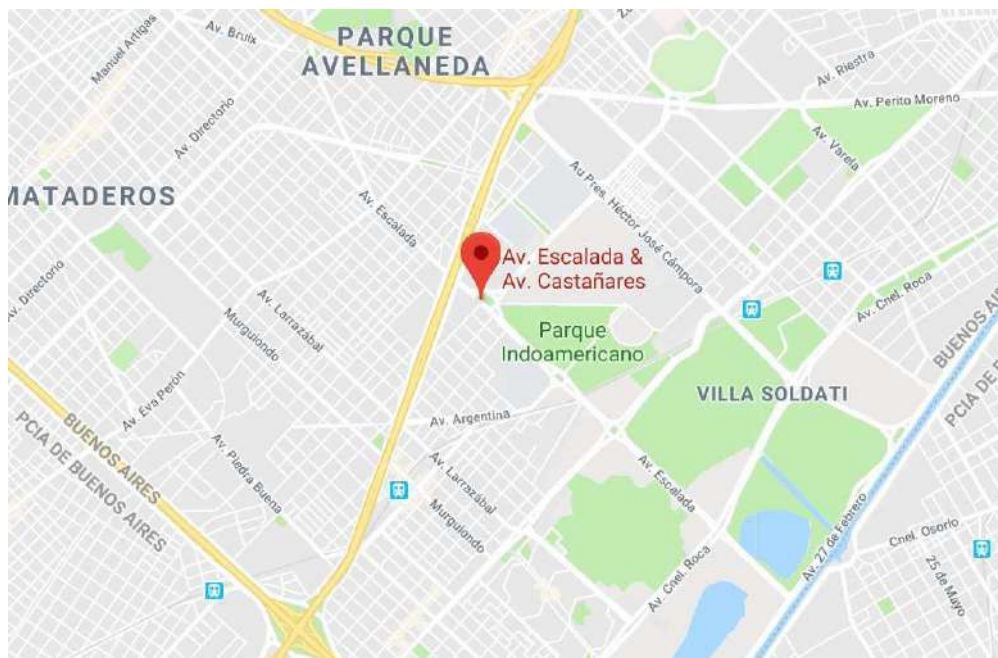 Av. Bruix
Manuel Artigas
PARQUE
AVELLANEDA
Av. Riestra
Av. Perito Moreno
Av. Directorio
Av. Varela
MATADEROS
Av. Escalada
Au Pres. Héctor José Cámpora
Av. Escalada &
Av. Castañares
Av. Directorio
Av. Larrazábal
Murguiondo
Parque
Indoamericano
Av. Cnel. Roca
BUENOS AI
PCIA DE B
VILLA SOLDATI
Av. Eva Perón
Av. Argentina
BUENOS AIRES
PCIA DE BUENOS AIRES
Av. Piedra Buena
Av. Larrazábal
Murguiondo
Av. Escalada
Av. Cnel. Roca
Av. 27 de Febrero
Cnel. Osorio
25 de Mayo